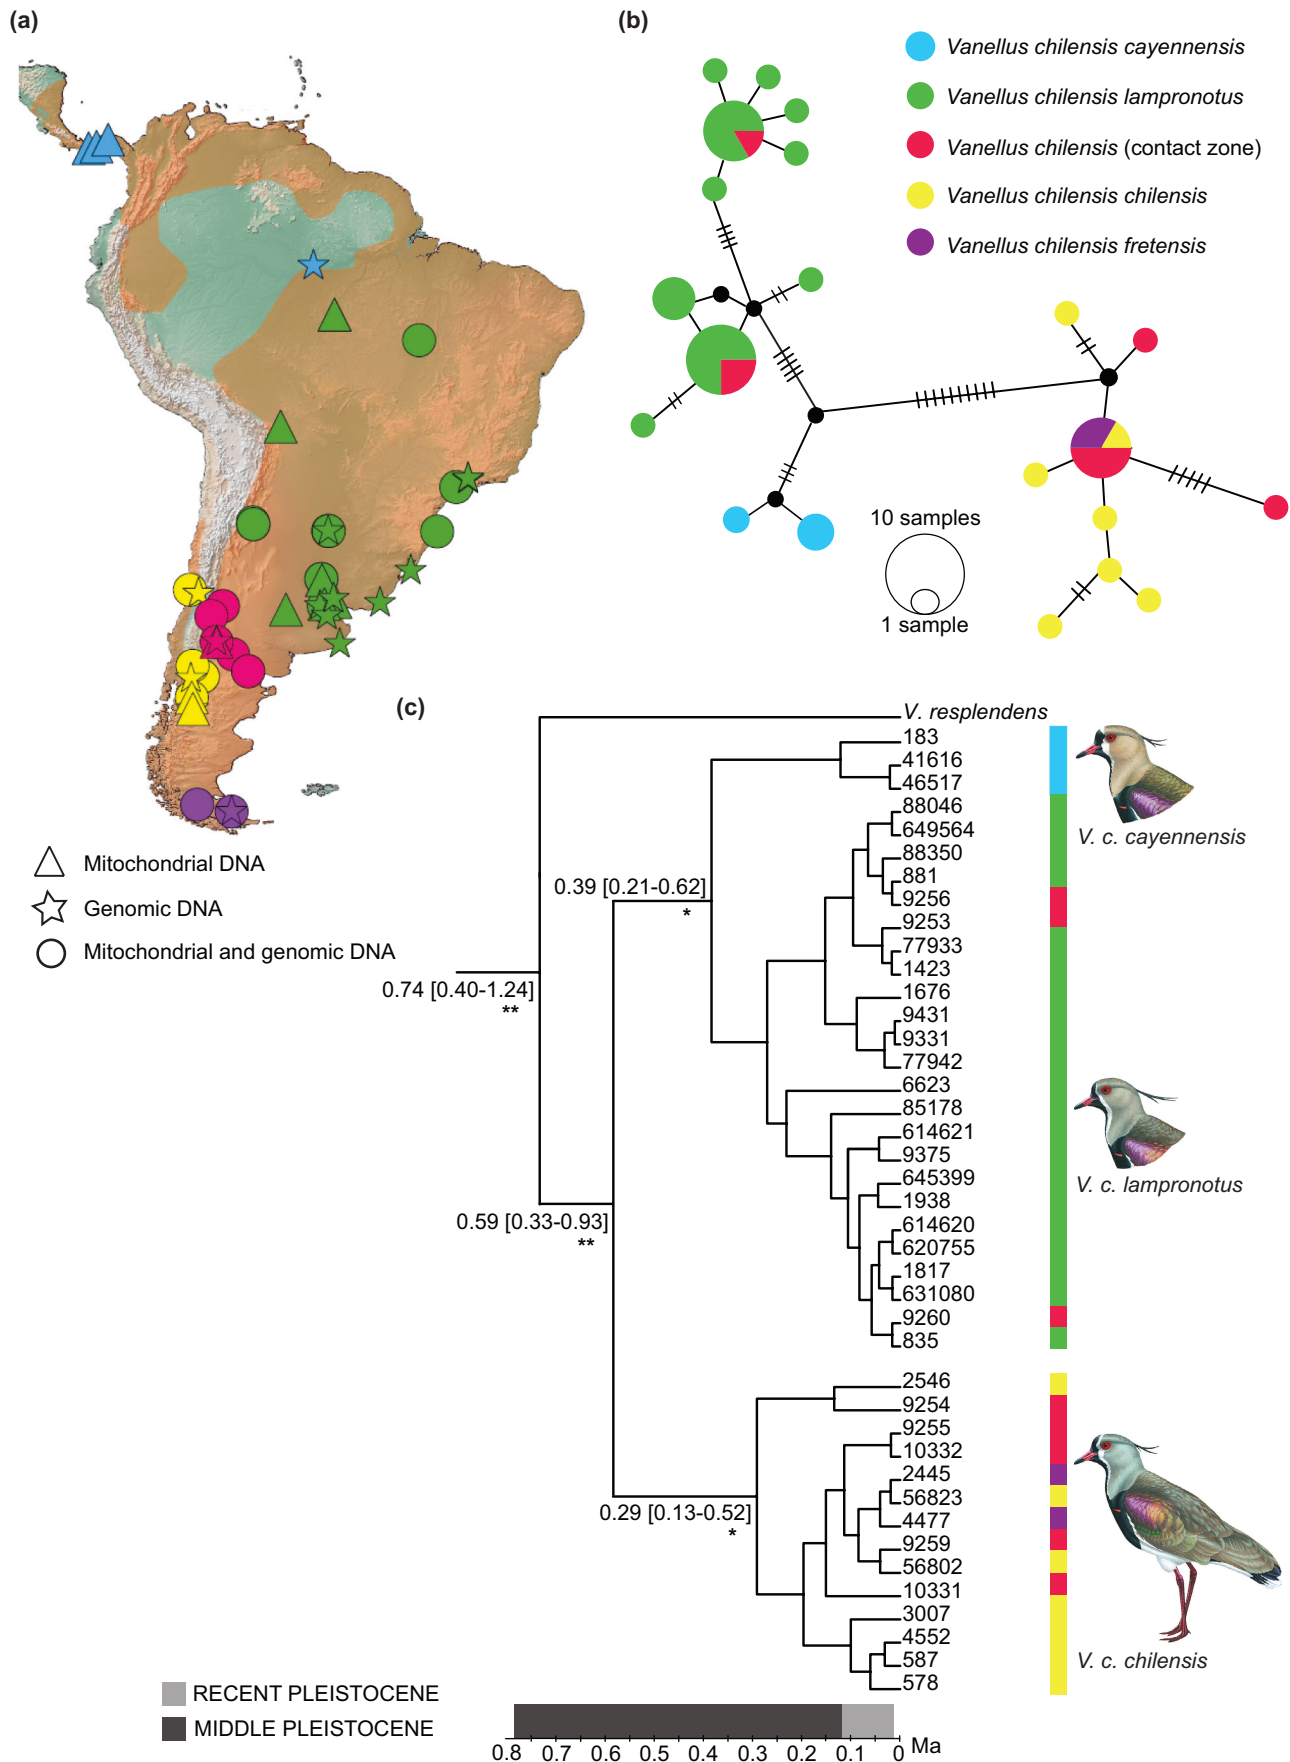 (a)
(b)
Vanellus chilensis cayennensis
Vanellus chilensis lampronotus
Vanellus chilensis (contact zone)
Vanellus chilensis chilensis
Vanellus chilensis fretensis
10 samples
1 sample
Mitochondrial DNA
Genomic DNA
Mitochondrial and genomic DNA
(c)
V. resplendens
183
41616
46517
88046
649564
88350
881
9256
9253
77933
1423
1676
9431
9331
77942
6623
85178
614621
9375
645399
1938
614620
620755
1817
631080
9260
835
2546
9254
9255
10332
2445
56823
4477
9259
56802
10331
3007
4552
587
578
0.39 [0.21-0.62]
*
0.74 [0.40-1.24]
**
0.59 [0.33-0.93]
**
0.29 [0.13-0.52]
*
V. c. cayennensis
V. c. lampronotus
V. c. chilensis
RECENT PLEISTOCENE
MIDDLE PLEISTOCENE
0.8 0.7 0.6 0.5 0.4 0.3 0.2 0.1 0 Ma